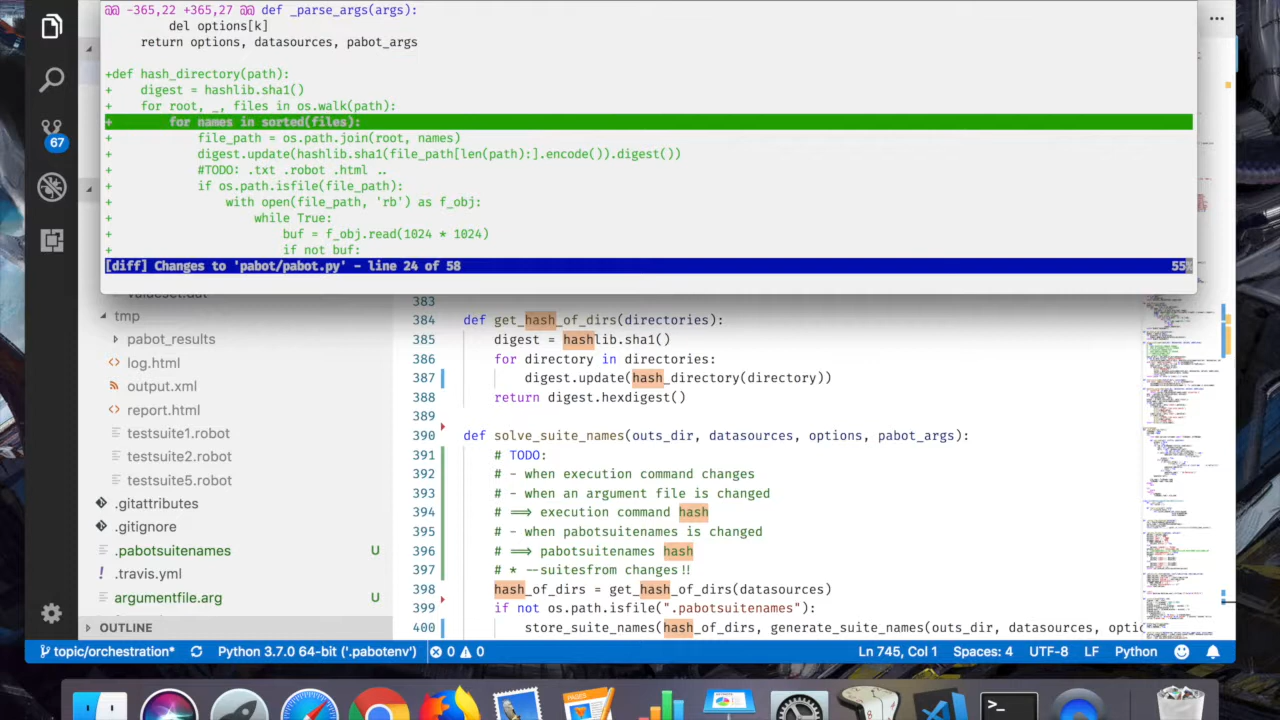 @@ -365,22 +365,27 @@ def _parse_args(args):
del options[k]
return options, datasources, pabot_args
+def hash_directory(path):
+ digest = hashlib.sha1()
+ for root, _, files in os.walk(path):
+ for names in sorted(files):
+ file_path = os.path.join(root, names)
+ digest.update(hashlib.sha1(file_path[len(path):].encode()).digest())
+ #TODO: .txt .robot .html ..
+ if os.path.isfile(file_path):
+ with open(file_path, 'rb') as f_obj:
+ while True:
+ buf = f_obj.read(1024 * 1024)
+ if not buf:
[diff] Changes to 'pabot/pabot.py' - line 24 of 58 55%
67
valueset.dat
tmp
pabot_results
log.html
output.xml
report.html
testsuite1.robot
testsuite2.robot
testsuite5.robot
.gitattributes
.gitignore
.pabotsuitenames U
.travis.yml
argumentfile.arg U
OUTLINE
383
384 def get_hash_of_dirs(directories):
385 digest = hashlib.sha1()
386 for directory in directories:
387 digest.update(hash_directory(directory))
388 return digest.hexdigest()
389
390 def solve_suite_names(outs_dir, datasources, options, pabot_args):
391 # TODO:
392 # - when execution command changes
393 # - when an argument file is changed
394 # ==> execution command hash
395 # - when pabotsuitenames is changed
396 # ==> pabotsuitenames hash
397 # - --suitesfrom changes!!
398 hash_of_dirs = get_hash_of_dirs(datasources)
399 if not os.path.isfile(".pabotsuitenames"):
400 store_suite_names(hash_of_dirs, generate_suite_names(outs_dir, datasources, opti
topic/orchestration* Python 3.7.0 64-bit ('.pabotenv') 0 0 Ln 745, Col 1 Spaces: 4 UTF-8 LF Python
PAGES